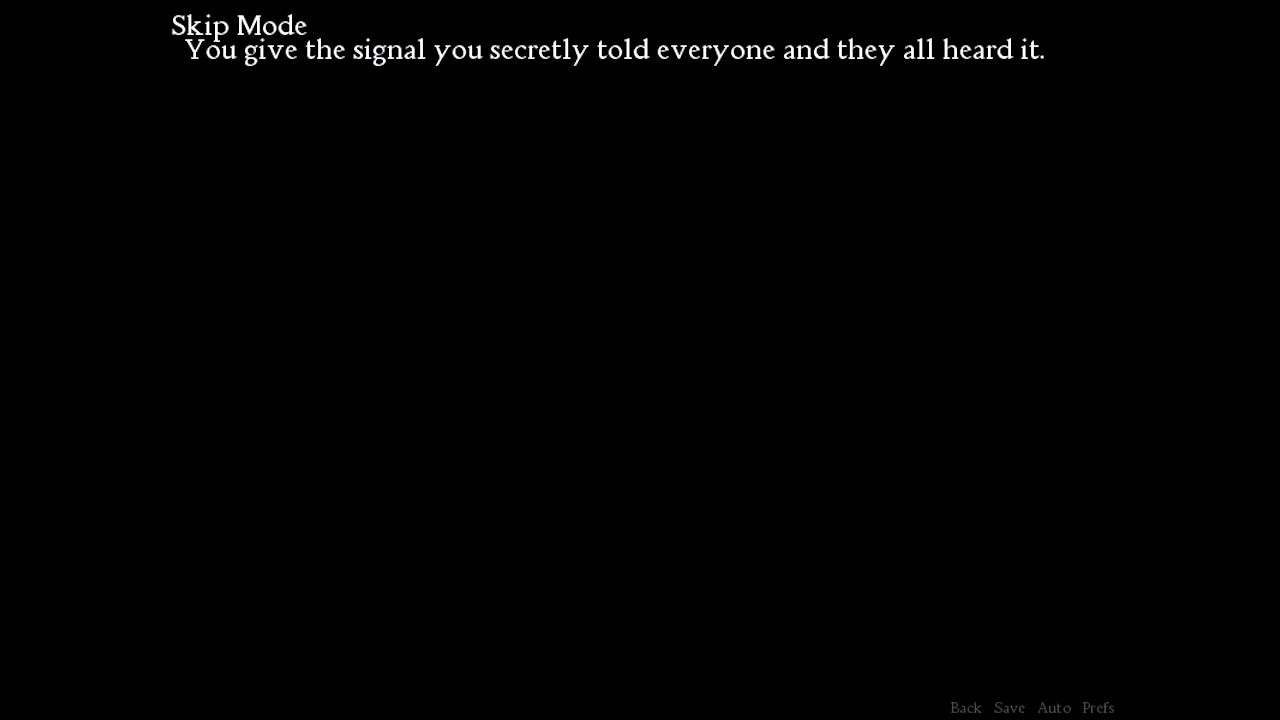 Skip Mode
You give the signal you secretly told everyone and they all heard it.
Back Save Auto Prefs